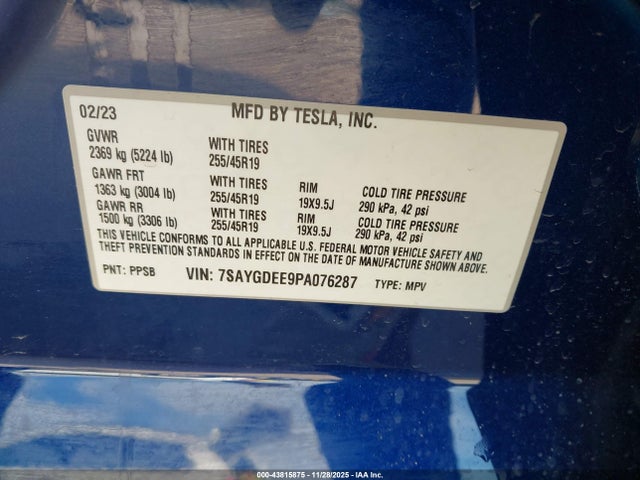 02/23 MFD BY TESLA, INC.
GVWR
2369 kg (5224 lb) WITH TIRES
255/45R19
GAWR FRT
1363 kg (3004 lb) WITH TIRES
255/45R19 RIM
19X9.5J COLD TIRE PRESSURE
290 kPa, 42 psi
GAWR RR
1500 kg (3306 lb) WITH TIRES
255/45R19 RIM
19X9.5J COLD TIRE PRESSURE
290 kPa, 42 psi
THIS VEHICLE CONFORMS TO ALL APPLICABLE U.S. FEDERAL MOTOR VEHICLE SAFETY AND
THEFT PREVENTION STANDARDS IN EFFECT ON THE DATE OF MANUFACTURE SHOWN ABOVE.
PNT: PPSB VIN: 7SAYGDEE9PA076287 TYPE: MPV
000-43815875 | 11/28/2025 | IAA Inc.